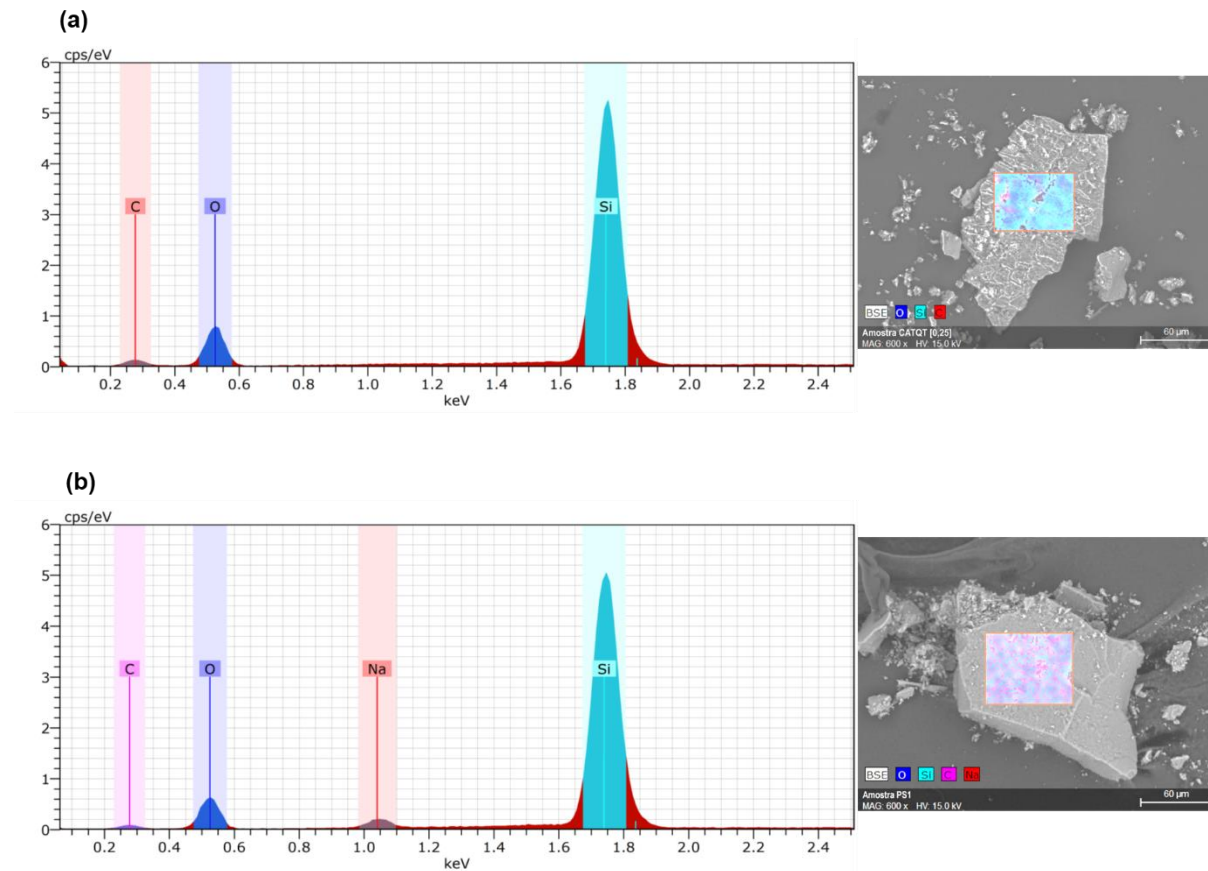 (a)
cps/eV
6
5
4
3
2
1
0
C
O
Si
0.2 0.4 0.6 0.8 1.0 1.2 1.4 1.6 1.8 2.0 2.2 2.4
keV
BSE O Si C
Amostra CATQT [0,25]
MAG: 600 x HV: 15.0 kV
60 µm
(b)
cps/eV
6
5
4
3
2
1
0
C
O
Na
Si
0.2 0.4 0.6 0.8 1.0 1.2 1.4 1.6 1.8 2.0 2.2 2.4
keV
BSE O Si C Na
Amostra PS1
MAG: 600 x HV: 15.0 kV
60 µm